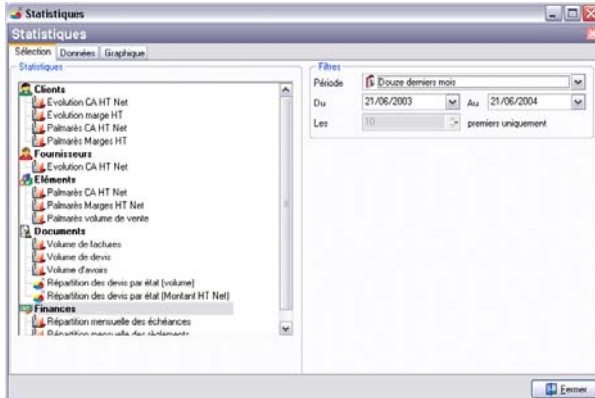 Statistiques
Statistiques
Sélection Données Graphique
Statistiques
Clients
Evolution CA HT Net
Evolution marge HT
Palmarès CA HT Net
Palmarès Marges HT
Fournisseurs
Evolution CA HT Net
Eléments
Palmarès CA HT Net
Palmarès Marges HT Net
Palmarès volume de vente
Documents
Volume de factures
Volume de devis
Volume d'avoirs
Répartition des devis par état (volume)
Répartition des devis par état (Montant HT Net)
Finances
Répartition mensuelle des échéances
Répartition mensuelle des règlements
Filtres
Période Douze derniers mois
Du 21/06/2003 Au 21/06/2004
Les 10 premiers uniquement
Fermer